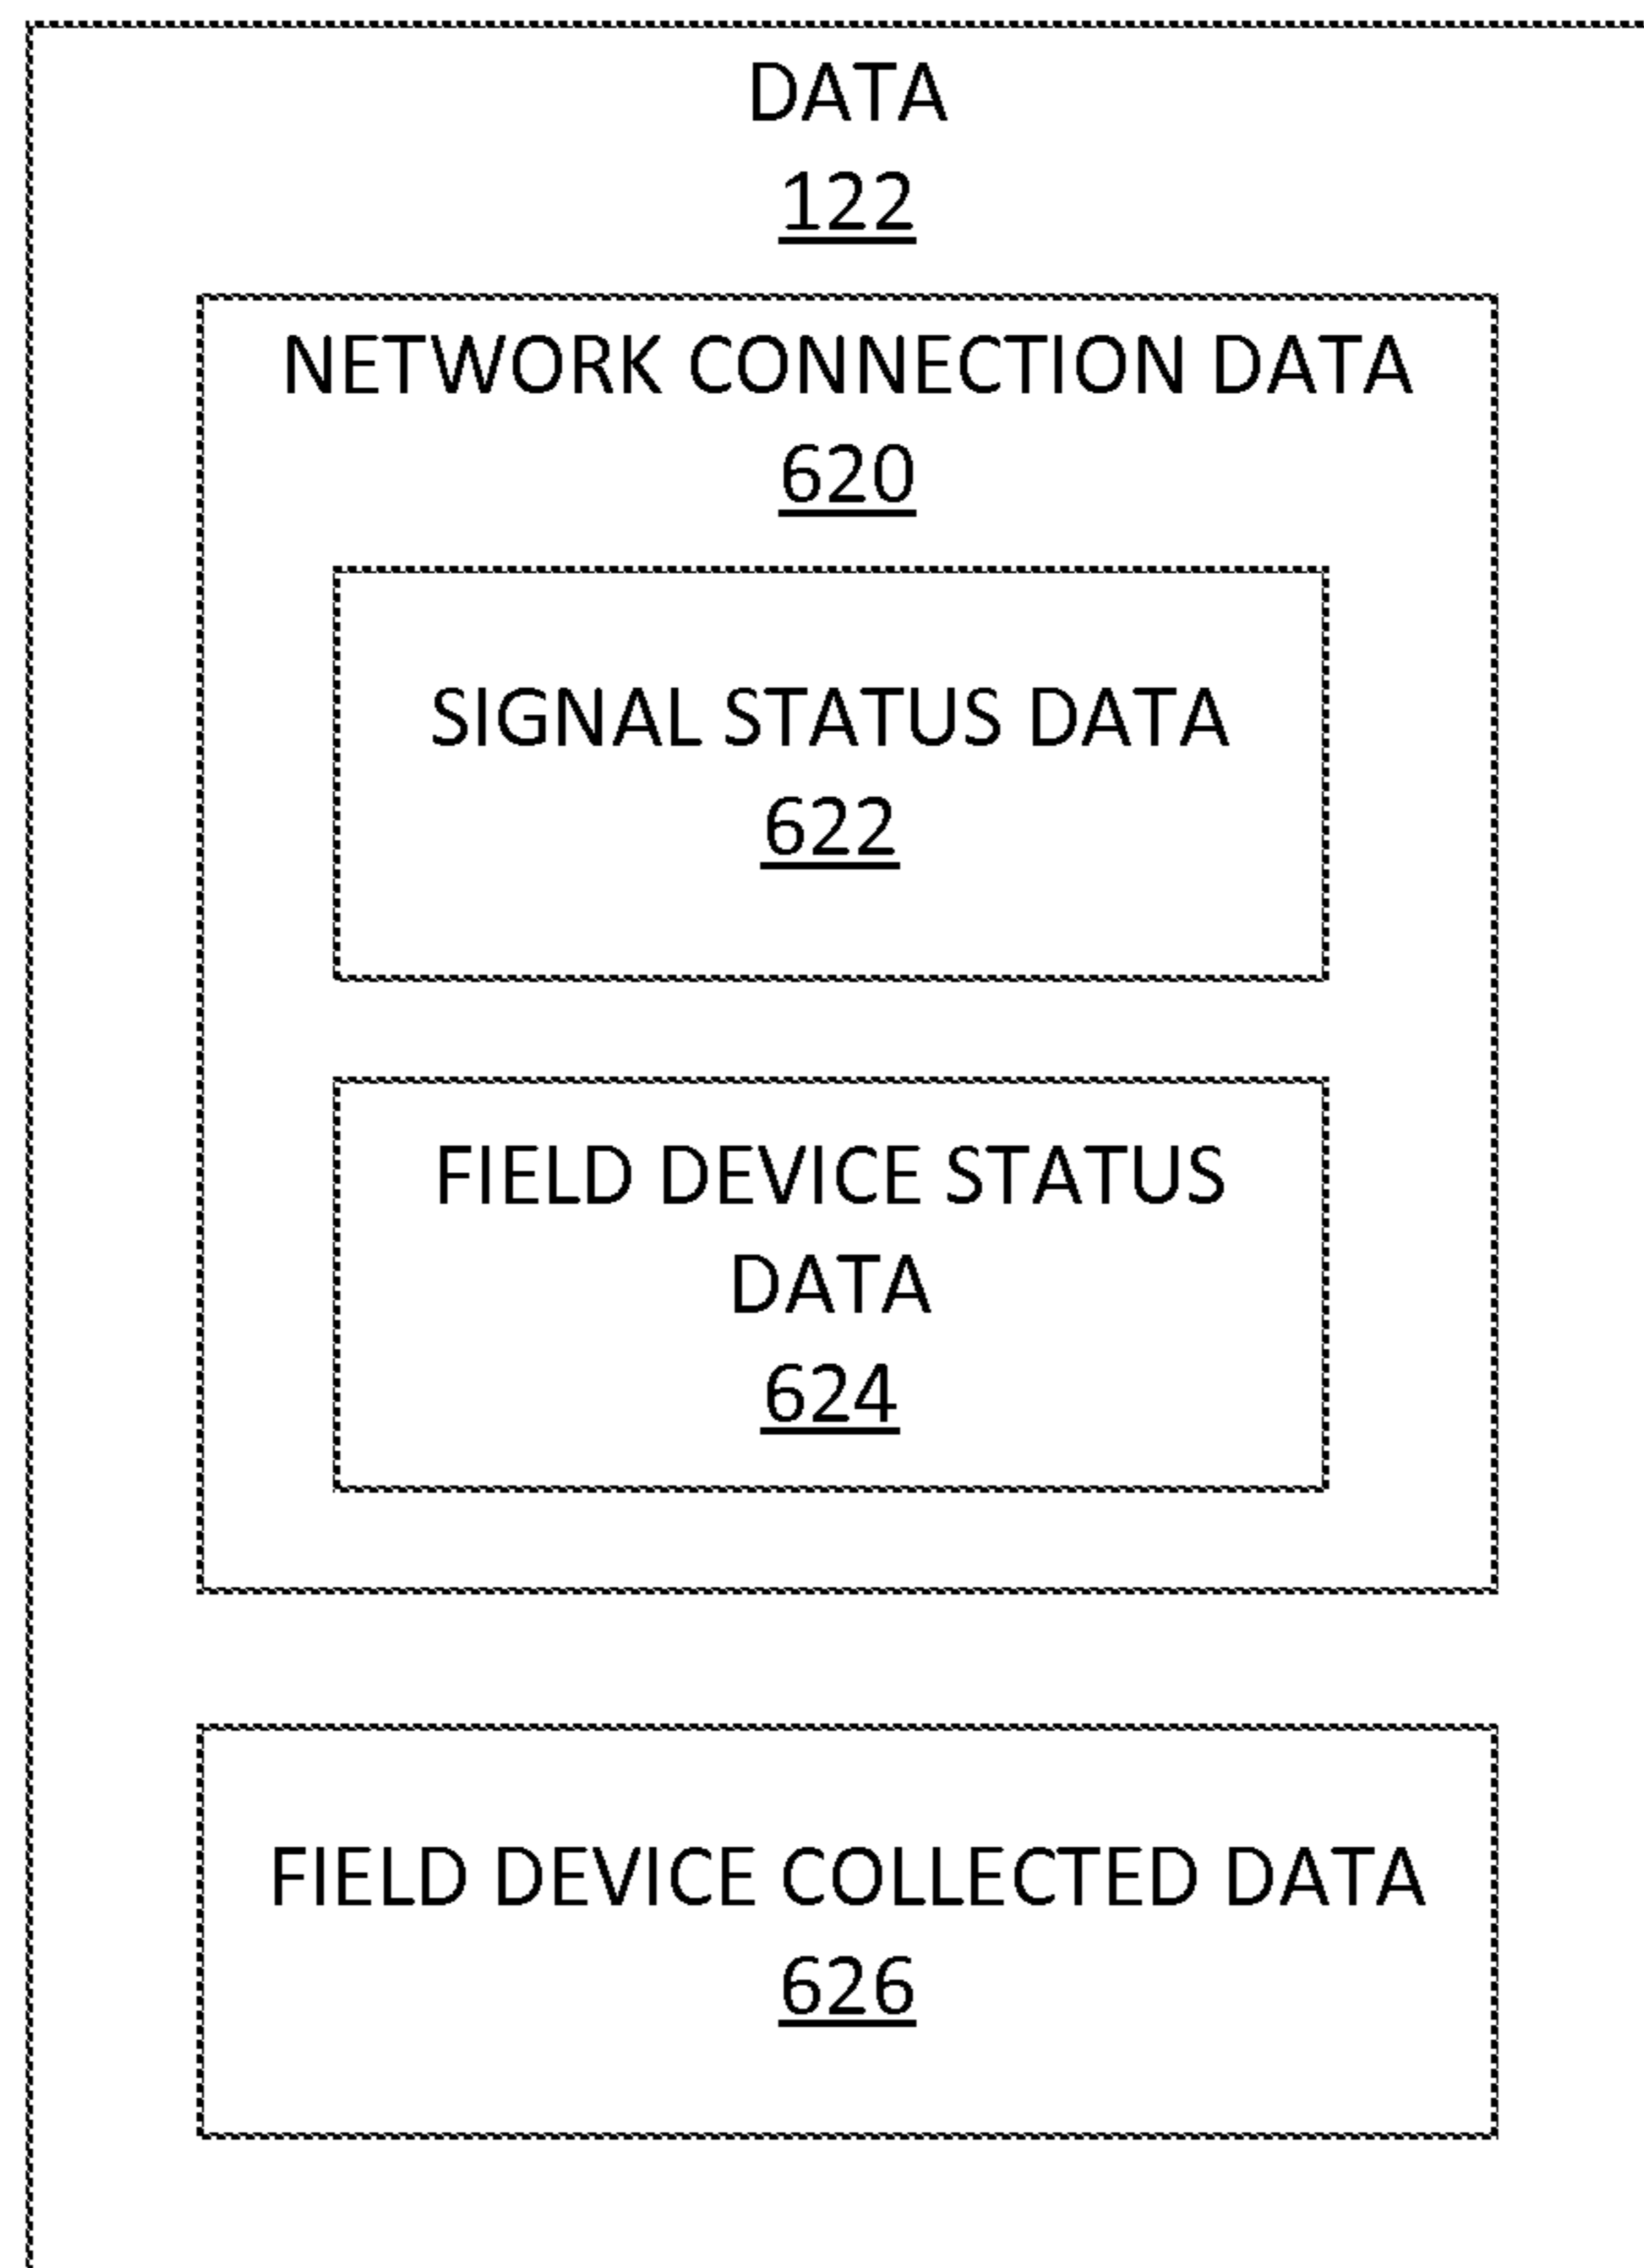 DATA
122
NETWORK CONNECTION DATA
620
SIGNAL STATUS DATA
622
FIELD DEVICE STATUS
DATA
624
FIELD DEVICE COLLECTED DATA
626